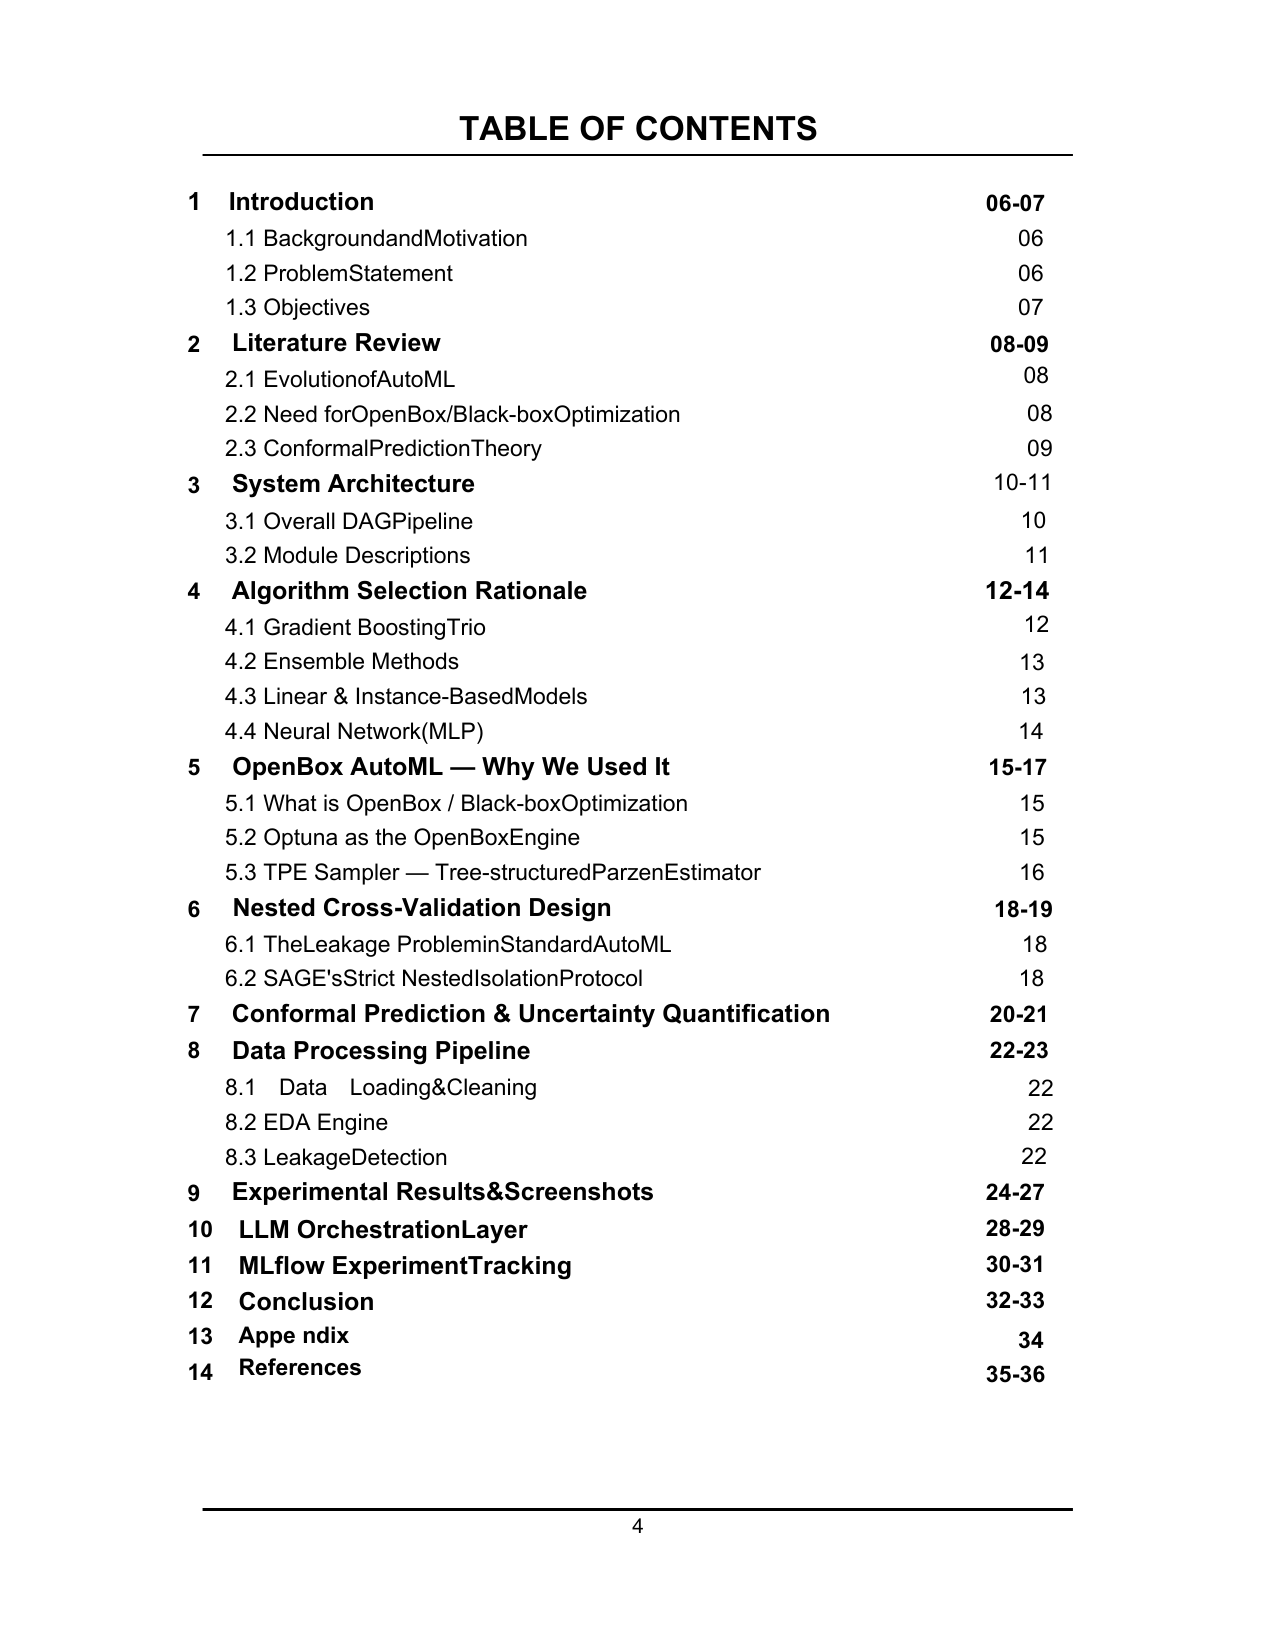 TABLE OF CONTENTS
1 Introduction 06-07
1.1 BackgroundandMotivation 06
1.2 ProblemStatement 06
1.3 Objectives 07
2 Literature Review 08-09
2.1 EvolutionofAutoML 08
2.2 Need forOpenBox/Black-boxOptimization 08
2.3 ConformalPredictionTheory 09
3 System Architecture 10-11
3.1 Overall DAGPipeline 10
3.2 Module Descriptions 11
4 Algorithm Selection Rationale 12-14
4.1 Gradient BoostingTrio 12
4.2 Ensemble Methods 13
4.3 Linear & Instance-BasedModels 13
4.4 Neural Network(MLP) 14
5 OpenBox AutoML — Why We Used It 15-17
5.1 What is OpenBox / Black-boxOptimization 15
5.2 Optuna as the OpenBoxEngine 15
5.3 TPE Sampler — Tree-structuredParzenEstimator 16
6 Nested Cross-Validation Design 18-19
6.1 TheLeakage ProbleminStandardAutoML 18
6.2 SAGE'sStrict NestedIsolationProtocol 18
7 Conformal Prediction & Uncertainty Quantification 20-21
8 Data Processing Pipeline 22-23
8.1 Data Loading&Cleaning 22
8.2 EDA Engine 22
8.3 LeakageDetection 22
9 Experimental Results&Screenshots 24-27
10 LLM OrchestrationLayer 28-29
11 MLflow ExperimentTracking 30-31
12 Conclusion 32-33
13 Appe ndix 34
14 References 35-36
4